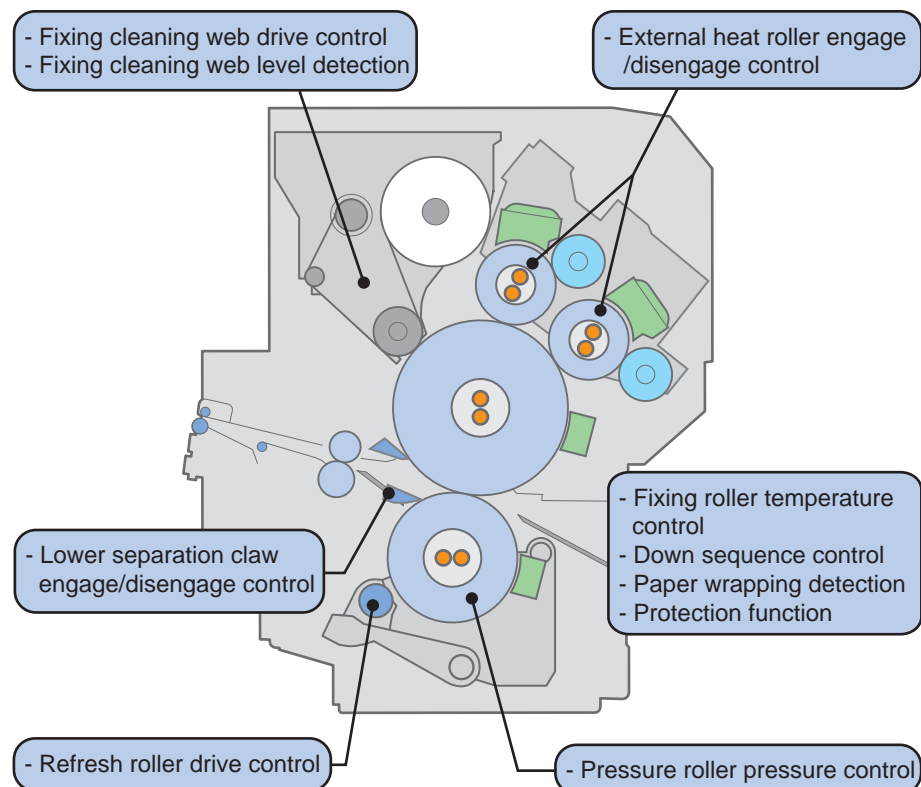 - Fixing cleaning web drive control
- Fixing cleaning web level detection
- External heat roller engage
/disengage control
- Fixing roller temperature
control
- Down sequence control
- Paper wrapping detection
- Protection function
- Lower separation claw
engage/disengage control
- Refresh roller drive control
- Pressure roller pressure control